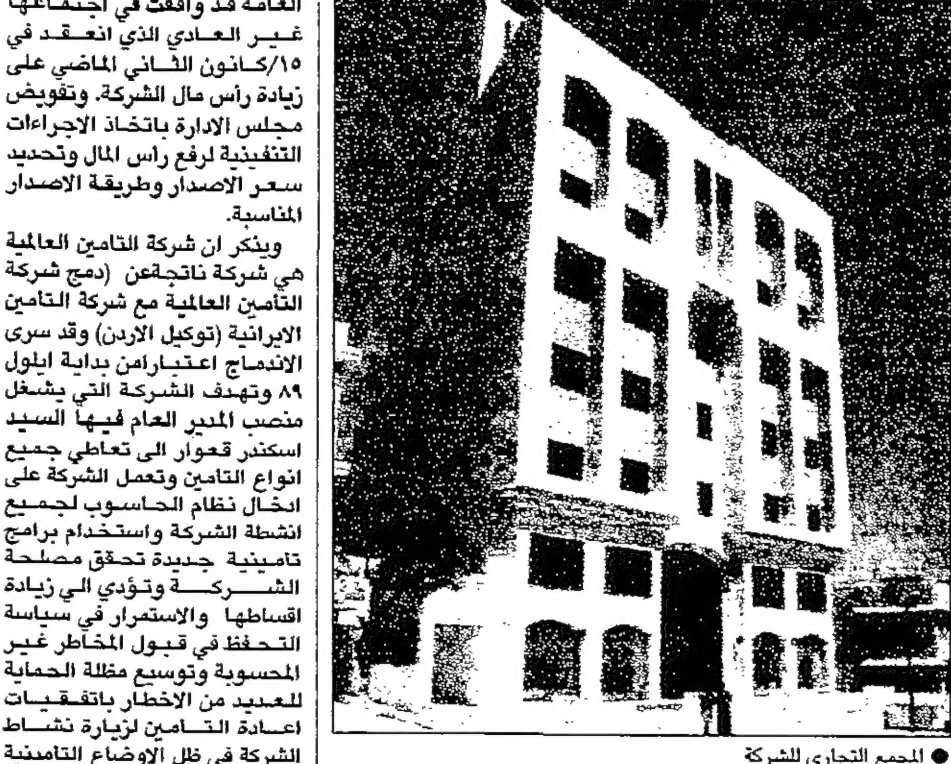 العامة قد وافقت في اجتماعها
غير العادي الذي انعقد في
١٥/كانون الثاني الماضي على
زيادة رأس مال الشركة. وتفويض
مجلس الادارة باتخاذ الاجراءات
التنفيذية لرفع رأس المال وتحديد
سعر الاصدار وطريقة الاصدار
المناسبة.
ويذكر ان شركة التامين العالمية
هي شركة ناتجةعن (دمج شركة
التأمين العالمية مع شركة التامين
الايرانية (توكيل الاردن) وقد سرى
الاندماج اعتبارامن بداية ايلول
٨٩ وتهدف الشركة التي يشغل
منصب المدير العام فيها السيد
اسكندر قعوار الى تعاطي جميع
انواع التامين وتعمل الشركة على
ادخال نظام الحاسوب لجميع
انشطة الشركة واستخدام برامج
تامينية جديدة تحقق مصلحة
الشركة وتؤدي الي زيادة
اقساطها والاستمرار في سياسة
التحفظ في قبول المخاطر غير
المحسوبة وتوسيع مظلة الحماية
للعديد من الاخطار باتفقيات
اعادة التامين لزيارة نشاط
الشركة في ظل الاوضاع التامينية
● المجمع التجاري للشركة